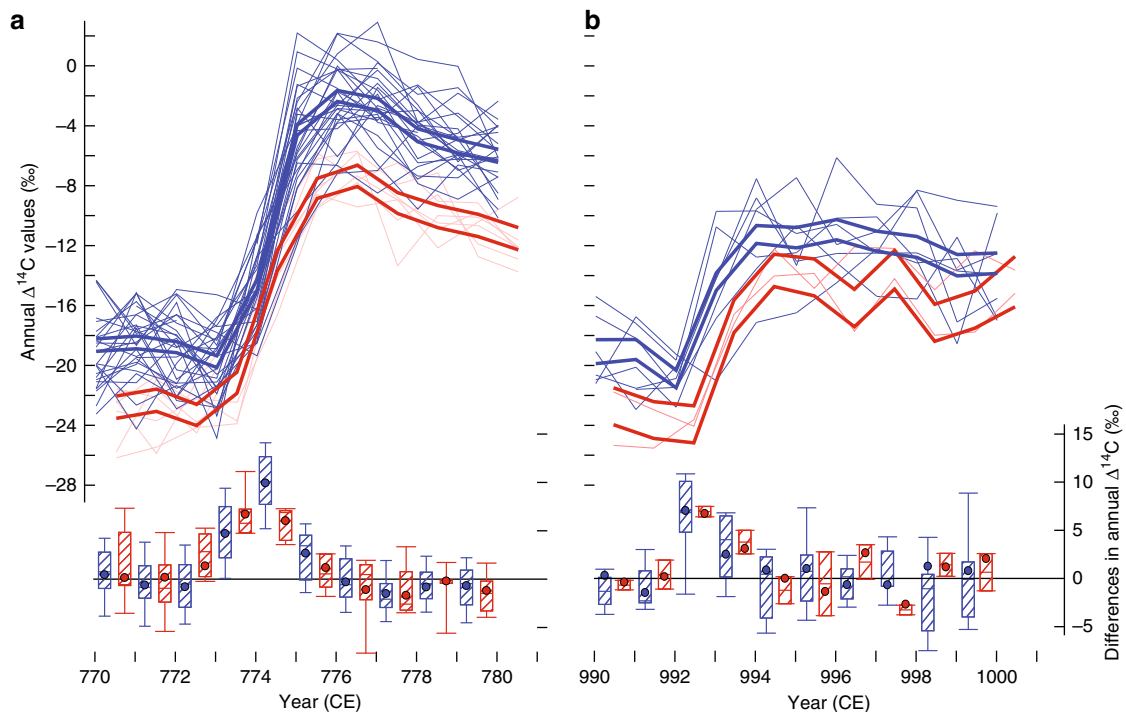 a
b
0
−4
−8
−12
−16
−20
−24
−28
Annual Δ¹⁴C values (‰)
15
10
5
0
−5
Differences in annual Δ¹⁴C (‰)
770 772 774 776 778 780
Year (CE)
990 992 994 996 998 1000
Year (CE)